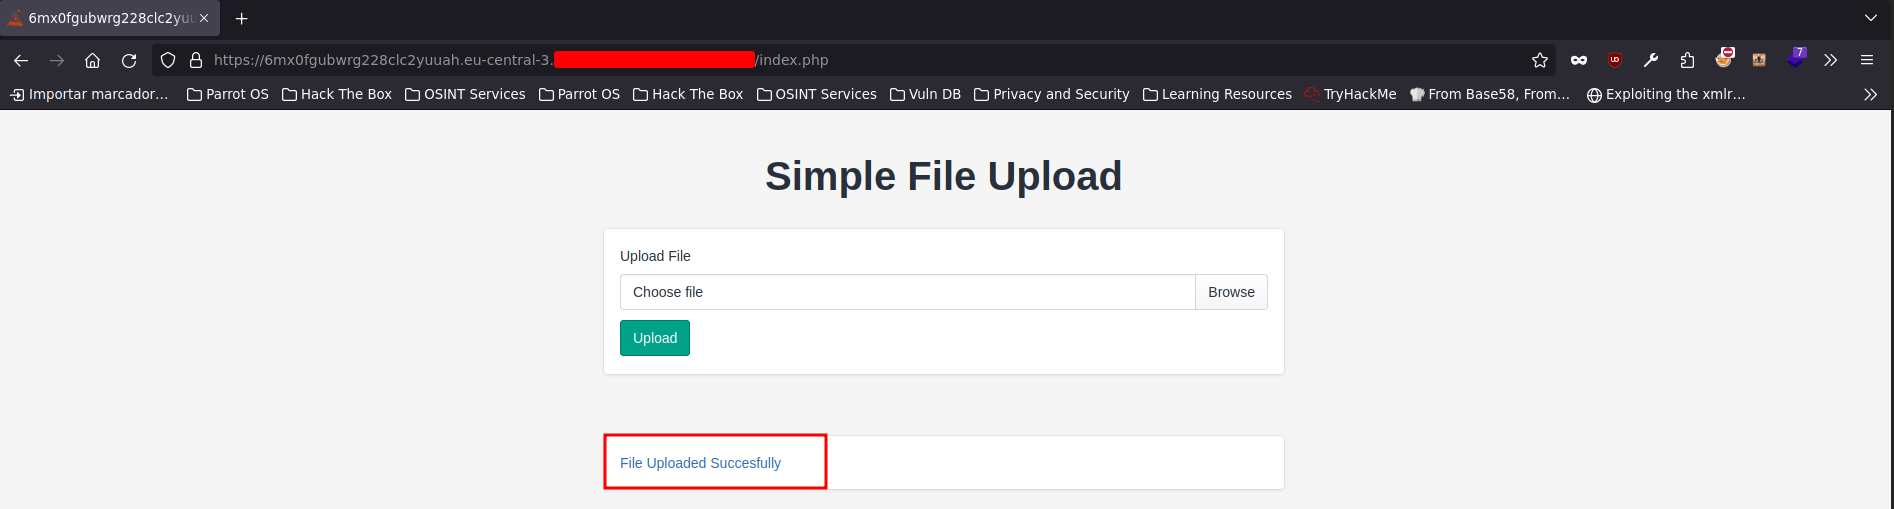 6mx0fgubwrg228clc2yuu
https://6mx0fgubwrg228clc2yuuah.eu-central-3. /index.php
7
Importar marcador… Parrot OS Hack The Box OSINT Services Parrot OS Hack The Box OSINT Services Vuln DB Privacy and Security Learning Resources TryHackMe From Base58, From… Exploiting the xmlr…
Simple File Upload
Upload File
Choose file Browse
Upload
File Uploaded Succesfully